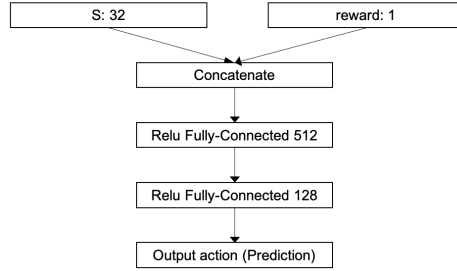 S: 32
reward: 1
Concatenate
Relu Fully-Connected 512
Relu Fully-Connected 128
Output action (Prediction)